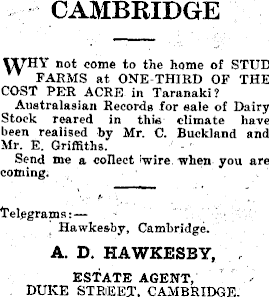 CAMBRIDGE
WHY not come to the home of STUD
FARMS at ONE-THIRD OF THE
COST PER ACRE in Taranaki?
Australasian Records for sale of Dairy
Stock reared in this climate have
been realised by Mr. C. Buckland and
Mr. E. Griffiths.
Send me a collect wire when you are
coming.
Telegrams:—
Hawkesby, Cambridge.
A. D. HAWKESBY,
ESTATE AGENT,
DUKE STREET, CAMBRIDGE.